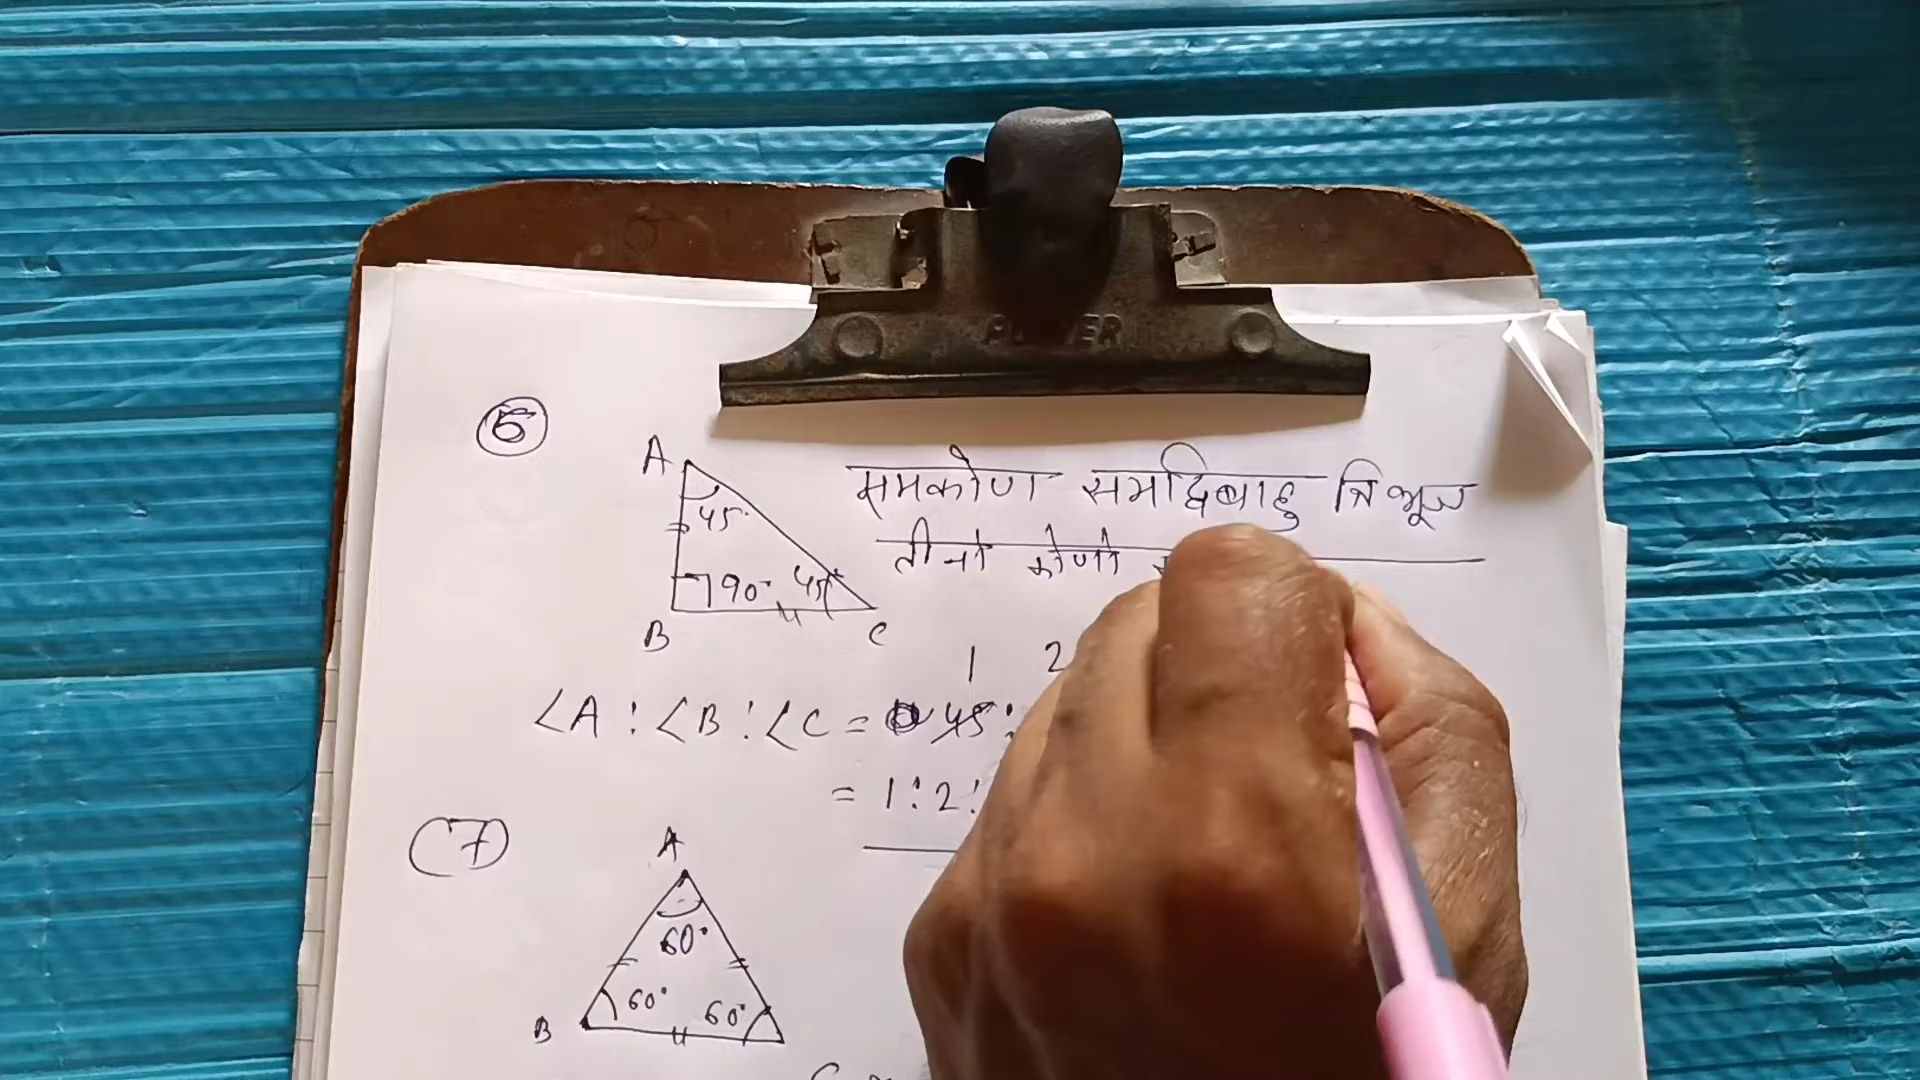 POWER
6
A
समकोण समद्विबाहु त्रिभुज
45°
तीनो कोणो
90° 45°
B
C
1 2
∠A : ∠B : ∠C = 45 :
= 1 : 2 :
7
A
60°
60° 60°
B